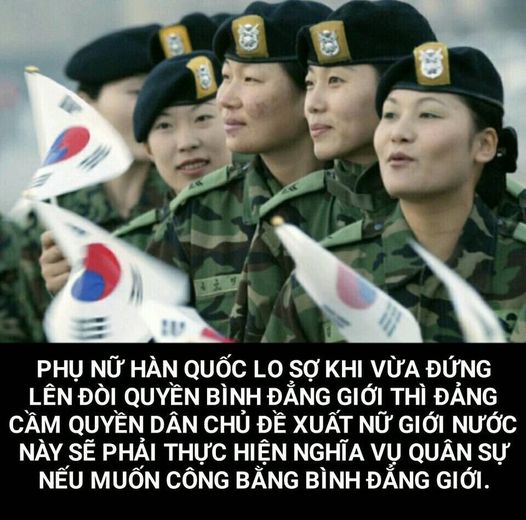 PHỤ NỮ HÀN QUỐC LO SỢ KHI VỪA ĐỨNG
LÊN ĐÒI QUYỀN BÌNH ĐẲNG GIỚI THÌ ĐẢNG
CẦM QUYỀN DÂN CHỦ ĐỀ XUẤT NỮ GIỚI NƯỚC
NÀY SẼ PHẢI THỰC HIỆN NGHĨA VỤ QUÂN SỰ
NẾU MUỐN CÔNG BẰNG BÌNH ĐẲNG GIỚI.